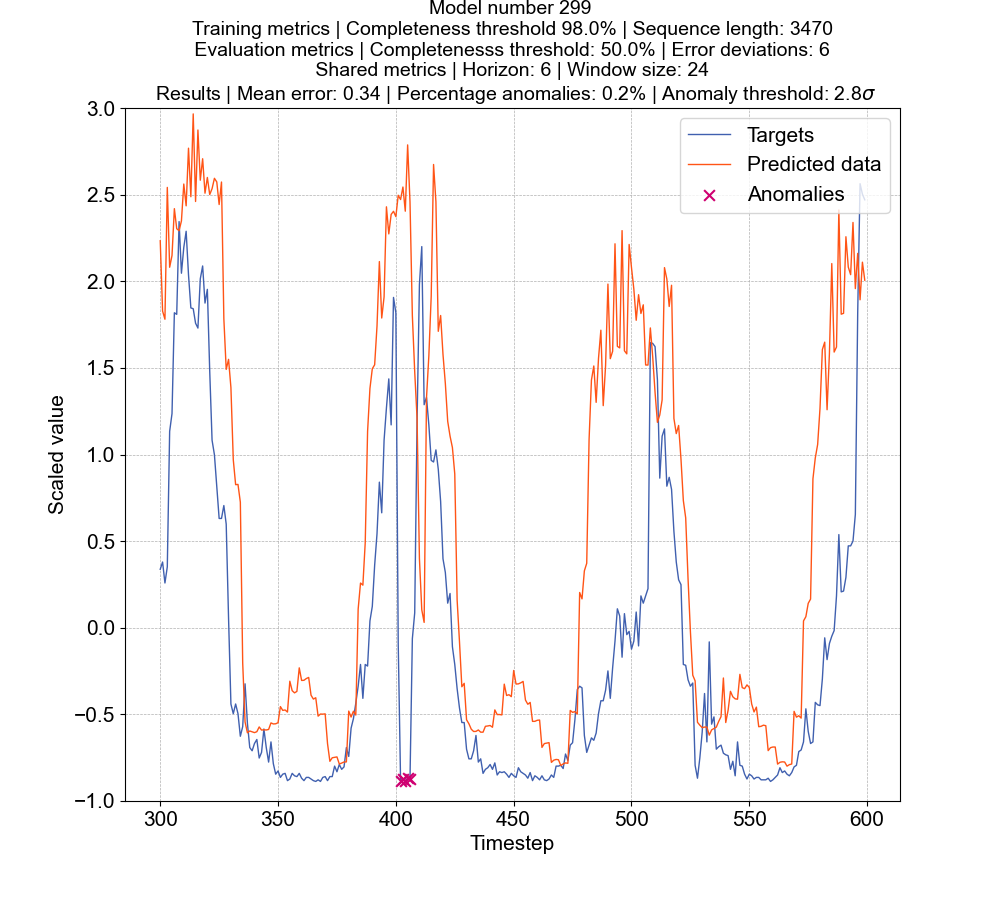 Model number 299
Training metrics | Completeness threshold 98.0% | Sequence length: 3470
Evaluation metrics | Completenesss threshold: 50.0% | Error deviations: 6
Shared metrics | Horizon: 6 | Window size: 24
Results | Mean error: 0.34 | Percentage anomalies: 0.2% | Anomaly threshold: 2.8σ
Targets
Predicted data
Anomalies
3.0
2.5
2.0
1.5
1.0
0.5
0.0
−0.5
−1.0
Scaled value
300
350
400
450
500
550
600
Timestep